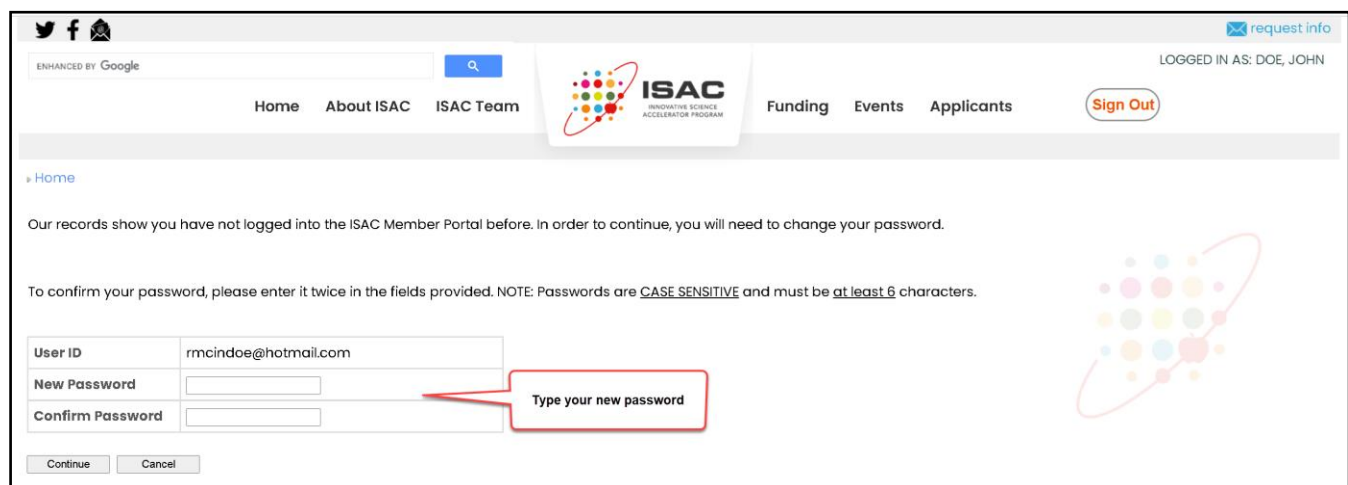 request info
ENHANCED BY Google
LOGGED IN AS: DOE, JOHN
Home About ISAC ISAC Team
ISAC
INNOVATIVE SCIENCE
ACCELERATOR PROGRAM
Funding Events Applicants
Sign Out
Home
Our records show you have not logged into the ISAC Member Portal before. In order to continue, you will need to change your password.
To confirm your password, please enter it twice in the fields provided. NOTE: Passwords are CASE SENSITIVE and must be at least 6 characters.
User ID rmcindoe@hotmail.com
New Password
Type your new password
Confirm Password
Continue Cancel